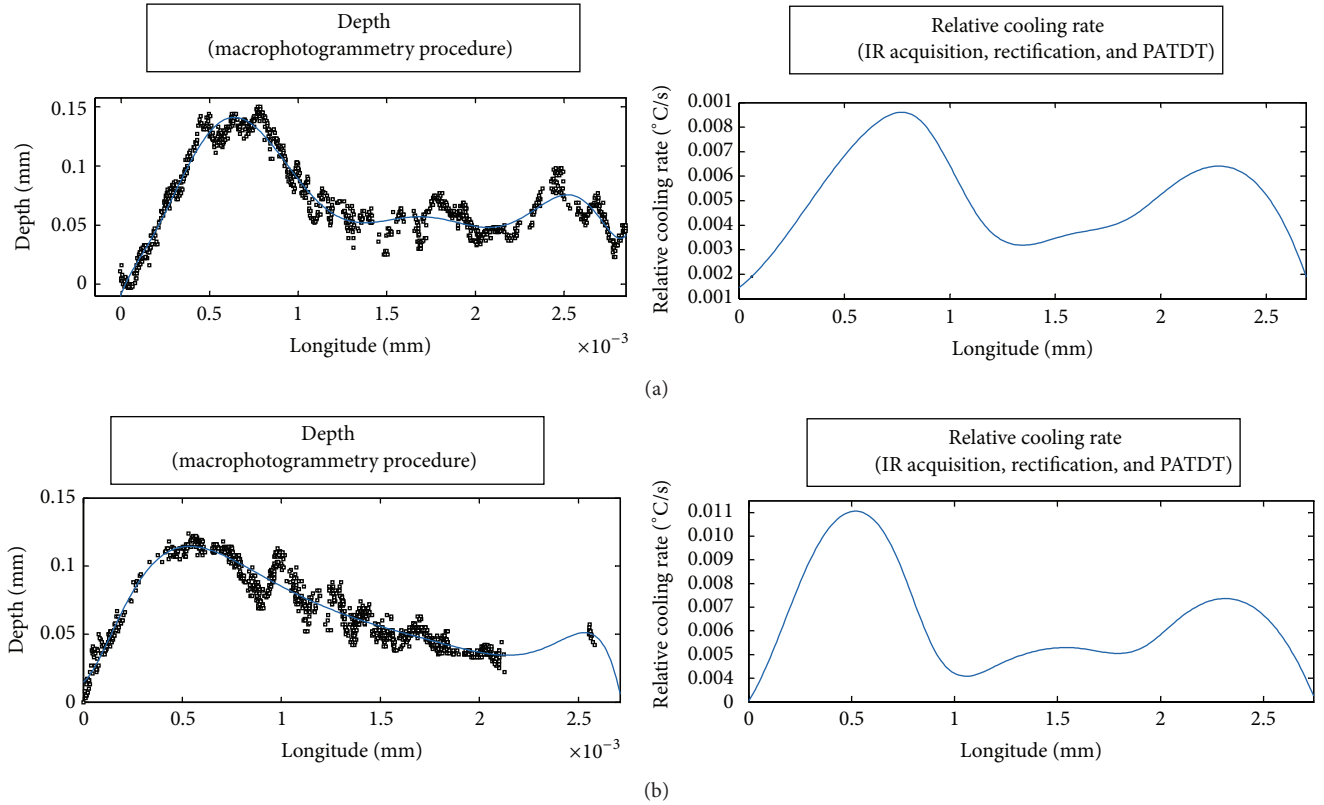 Depth
(macrophotogrammetry procedure)
Relative cooling rate
(IR acquisition, rectification, and PATDT)
0.15
0.1
0.05
0
Depth (mm)
0 0.5 1 1.5 2 2.5
×10−3
Longitude (mm)
0.001
0.008
0.007
0.006
0.004
0.003
0.002
0.001
Relative cooling rate (°C/s)
0 0.5 1 1.5 2 2.5
Longitude (mm)
(a)
Depth
(macrophotogrammetry procedure)
Relative cooling rate
(IR acquisition, rectification, and PATDT)
0.15
0.1
0.05
0
Depth (mm)
0 0.5 1 1.5 2 2.5
×10−3
Longitude (mm)
0.011
0.010
0.009
0.007
0.006
0.005
0.004
0
Relative cooling rate (°C/s)
0 0.5 1 1.5 2 2.5
Longitude (mm)
(b)